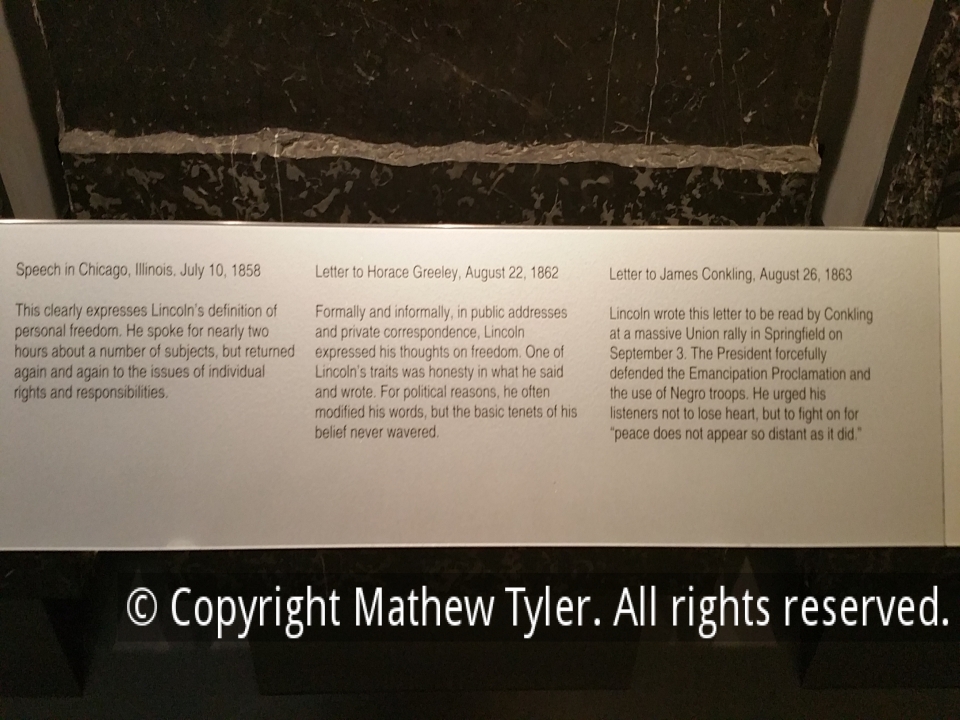 Speech in Chicago, Illinois. July 10, 1858
This clearly expresses Lincoln's definition of
personal freedom. He spoke for nearly two
hours about a number of subjects, but returned
again and again to the issues of individual
rights and responsibilities.
Letter to Horace Greeley, August 22, 1862
Formally and informally, in public addresses
and private correspondence, Lincoln
expressed his thoughts on freedom. One of
Lincoln's traits was honesty in what he said
and wrote. For political reasons, he often
modified his words, but the basic tenets of his
belief never wavered.
Letter to James Conkling, August 26, 1863
Lincoln wrote this letter to be read by Conkling
at a massive Union rally in Springfield on
September 3. The President forcefully
defended the Emancipation Proclamation and
the use of Negro troops. He urged his
listeners not to lose heart, but to fight on for
"peace does not appear so distant as it did."
© Copyright Mathew Tyler. All rights reserved.